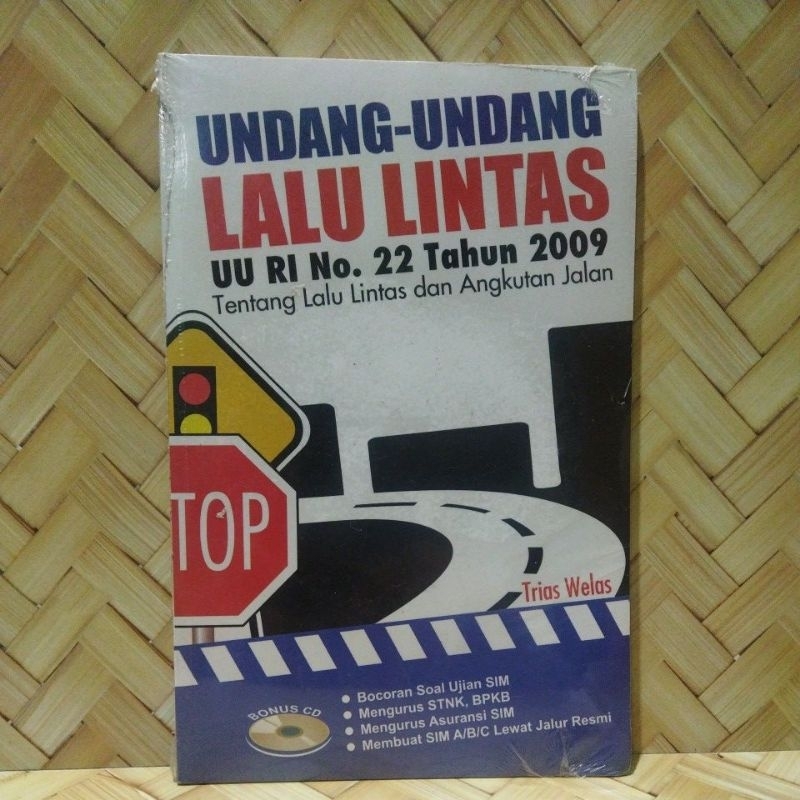 UNDANG-UNDANG
LALU LINTAS
UU RI No. 22 Tahun 2009
Tentang Lalu Lintas dan Angkutan Jalan
TOP
Trias Welas
BONUS CD
• Bocoran Soal Ujian SIM
• Mengurus STNK, BPKB
• Mengurus Asuransi SIM
• Membuat SIM A/B/C Lewat Jalur Resmi